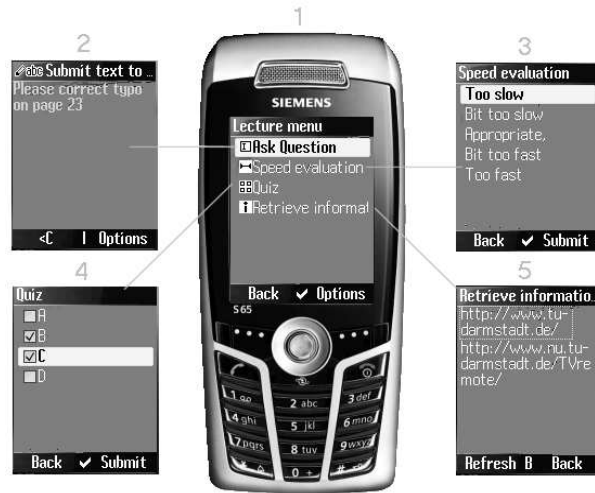 1
2
Submit text to ...
Please correct typo
on page 23
<C | Options
3
Speed evaluation
Too slow
Bit too slow
Appropriate,
Bit too fast
Too fast
Back ✓ Submit
SIEMENS
Lecture menu
Ask Question
Speed evaluation
Quiz
Retrieve informat
Back ✓ Options
S65
1
2 abc
3 def
4 ghi
5 jkl
6 mno
7 pqrs
8 tuv
9 wxyz
* 0 + #
4
Quiz
A
B
C
D
Back ✓ Submit
5
Retrieve informatio..
http://www.tu-
darmstadt.de/
http://www.nu.tu-
darmstadt.de/TVre
mote/
Refresh B Back